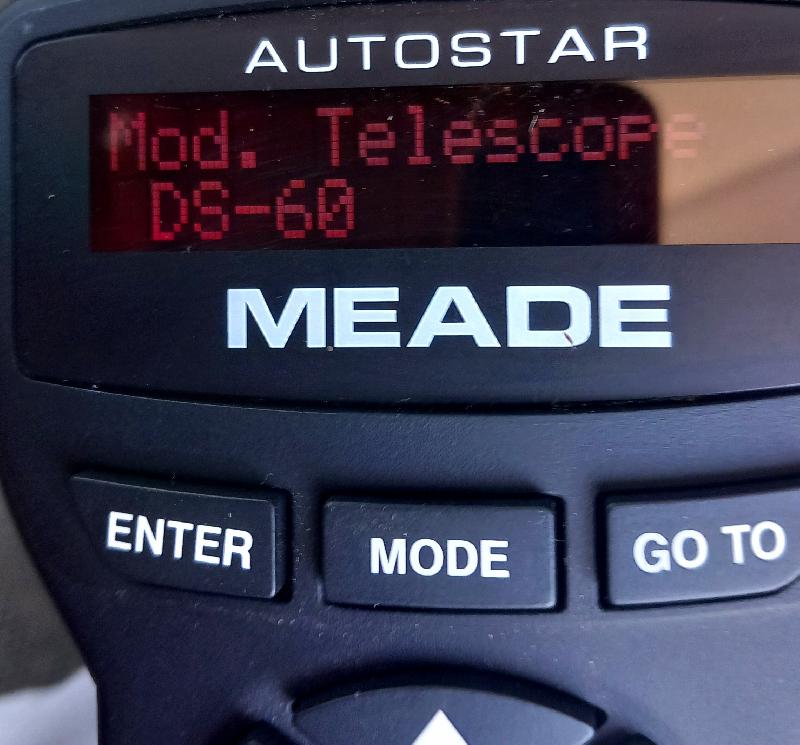 AUTOSTAR
Mod. Telescope
DS-60
MEADE
ENTER MODE GO TO